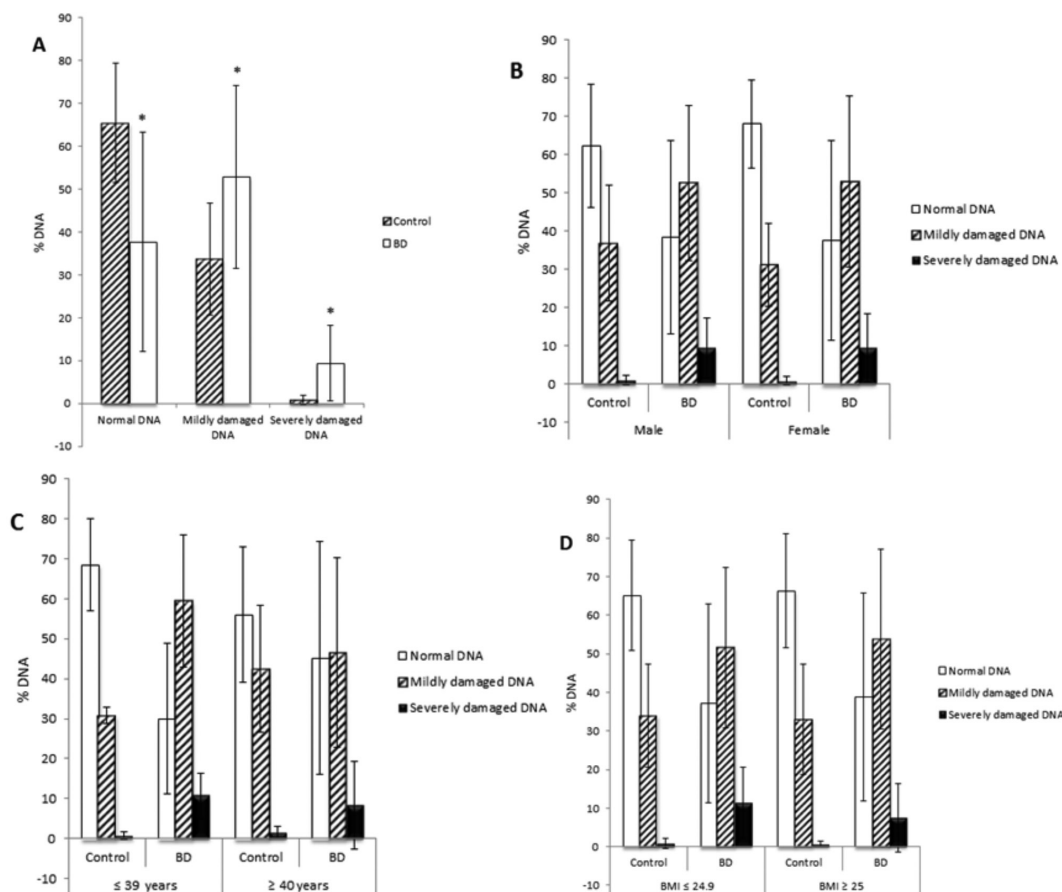 A
90
80
70
60
50
40
30
20
10
0
-10
% DNA
*
*
*
Normal DNA
Mildly damaged
DNA
Severely damaged
DNA
Control
BD
B
90
80
70
60
50
40
30
20
10
0
-10
% DNA
Control
BD
Control
BD
Male
Female
Normal DNA
Mildly damaged DNA
Severely damaged DNA
C
90
80
70
60
50
40
30
20
10
0
-10
% DNA
Control
BD
Control
BD
≤ 39 years
≥ 40 years
Normal DNA
Mildly damaged DNA
Severely damaged DNA
D
90
80
70
60
50
40
30
20
10
0
-10
% DNA
Control
BD
Control
BD
BMI ≤ 24.9
BMI ≥ 25
Normal DNA
Mildly damaged DNA
Severely damaged DNA